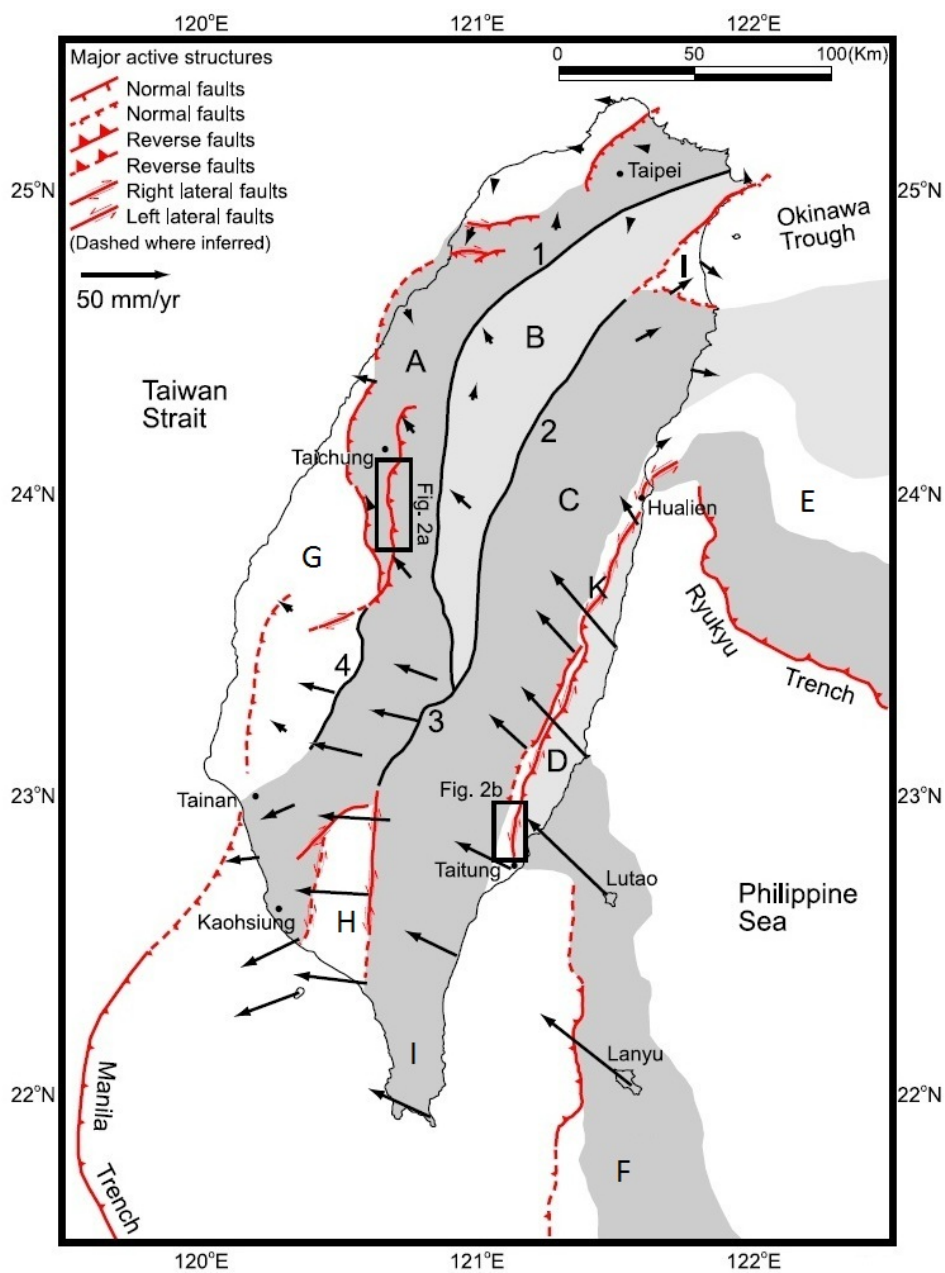 120°E
121°E
122°E
Major active structures
Normal faults
Normal faults
Reverse faults
Reverse faults
Right lateral faults
Left lateral faults
(Dashed where inferred)
50 mm/yr
0
50
100(Km)
25°N
25°N
Taipei
Okinawa
Trough
1
I
B
A
Taiwan
Strait
2
Taichung
Fig. 2a
C
24°N
24°N
E
Hualien
G
K
Ryukyu
Trench
4
3
D
23°N
23°N
Tainan
Fig. 2b
Taitung
Lutao
Philippine
Sea
Kaohsiung
H
I
Lanyu
22°N
22°N
Manila
Trench
F
120°E
121°E
122°E